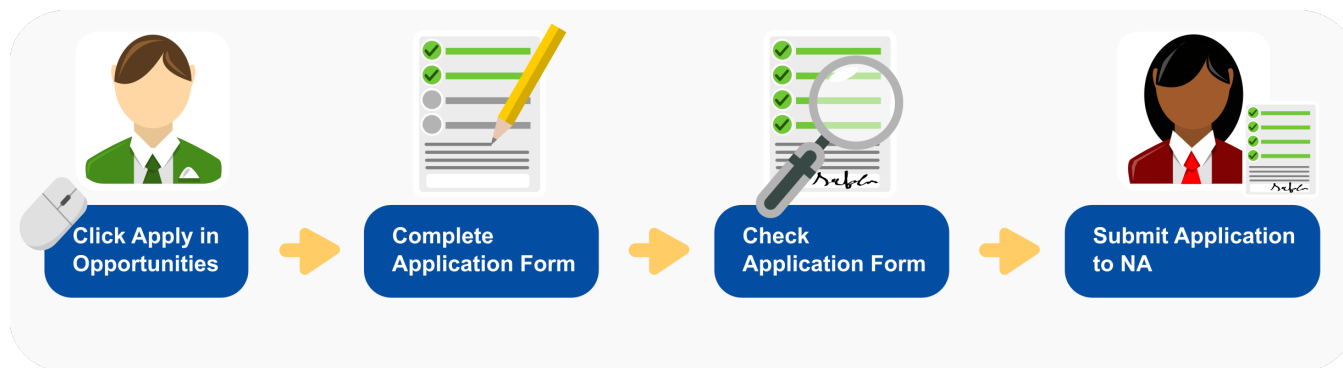 Click Apply in
Opportunities
Complete
Application Form
Check
Application Form
Submit Application
to NA